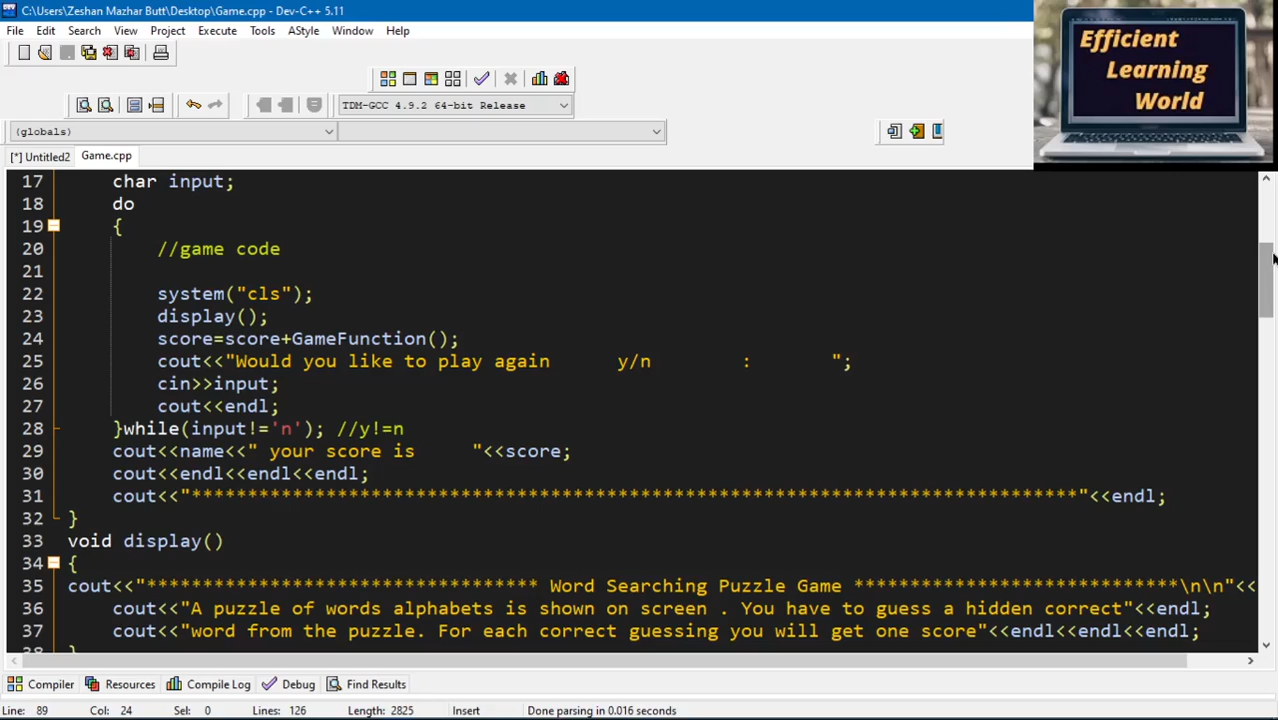 C:\Users\Zeshan Mazhar Butt\Desktop\Game.cpp - Dev-C++ 5.11
File Edit Search View Project Execute Tools AStyle Window Help
TDM-GCC 4.9.2 64-bit Release
(globals)
[*] Untitled2 Game.cpp
Efficient
Learning
World
17 char input;
18 do
19 {
20 //game code
21
22 system("cls");
23 display();
24 score=score+GameFunction();
25 cout<<"Would you like to play again y/n : ";
26 cin>>input;
27 cout<<endl;
28 }while(input!='n'); //y!=n
29 cout<<name<<" your score is "<<score;
30 cout<<endl<<endl<<endl;
31 cout<<"*******************************************************************************"<<endl;
32 }
33 void display()
34 {
35 cout<<"*********************************** Word Searching Puzzle Game ******************************\n\n"<<
36 cout<<"A puzzle of words alphabets is shown on screen . You have to guess a hidden correct"<<endl;
37 cout<<"word from the puzzle. For each correct guessing you will get one score"<<endl<<endl<<endl;
38 }
Compiler Resources Compile Log Debug Find Results
Line: 89 Col: 24 Sel: 0 Lines: 126 Length: 2825 Insert Done parsing in 0.016 seconds